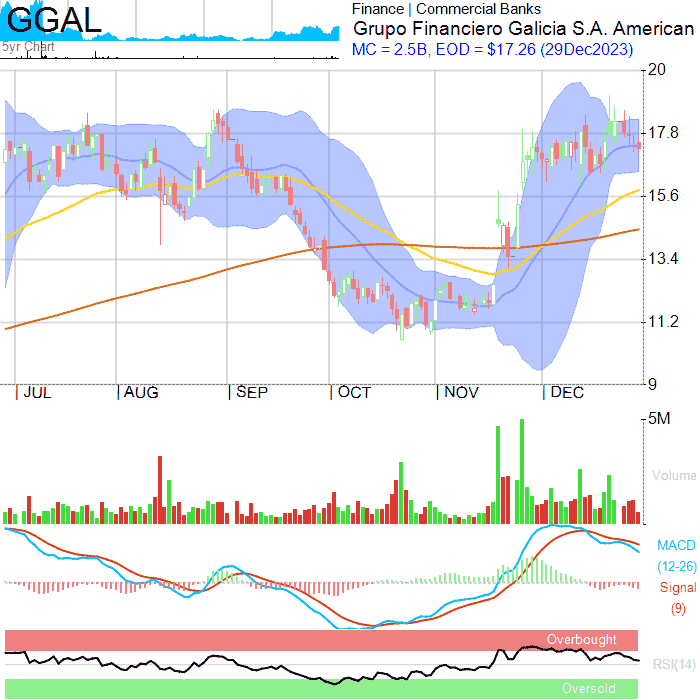 GGAL
5yr Chart
Finance | Commercial Banks
Grupo Financiero Galicia S.A. American
MC = 2.5B, EOD = $17.26 (29Dec2023)
20
17.8
15.6
13.4
11.2
9
JUL
AUG
SEP
OCT
NOV
DEC
5M
Volume
MACD
(12-26)
Signal
(9)
Overbought
RSI(14)
Oversold